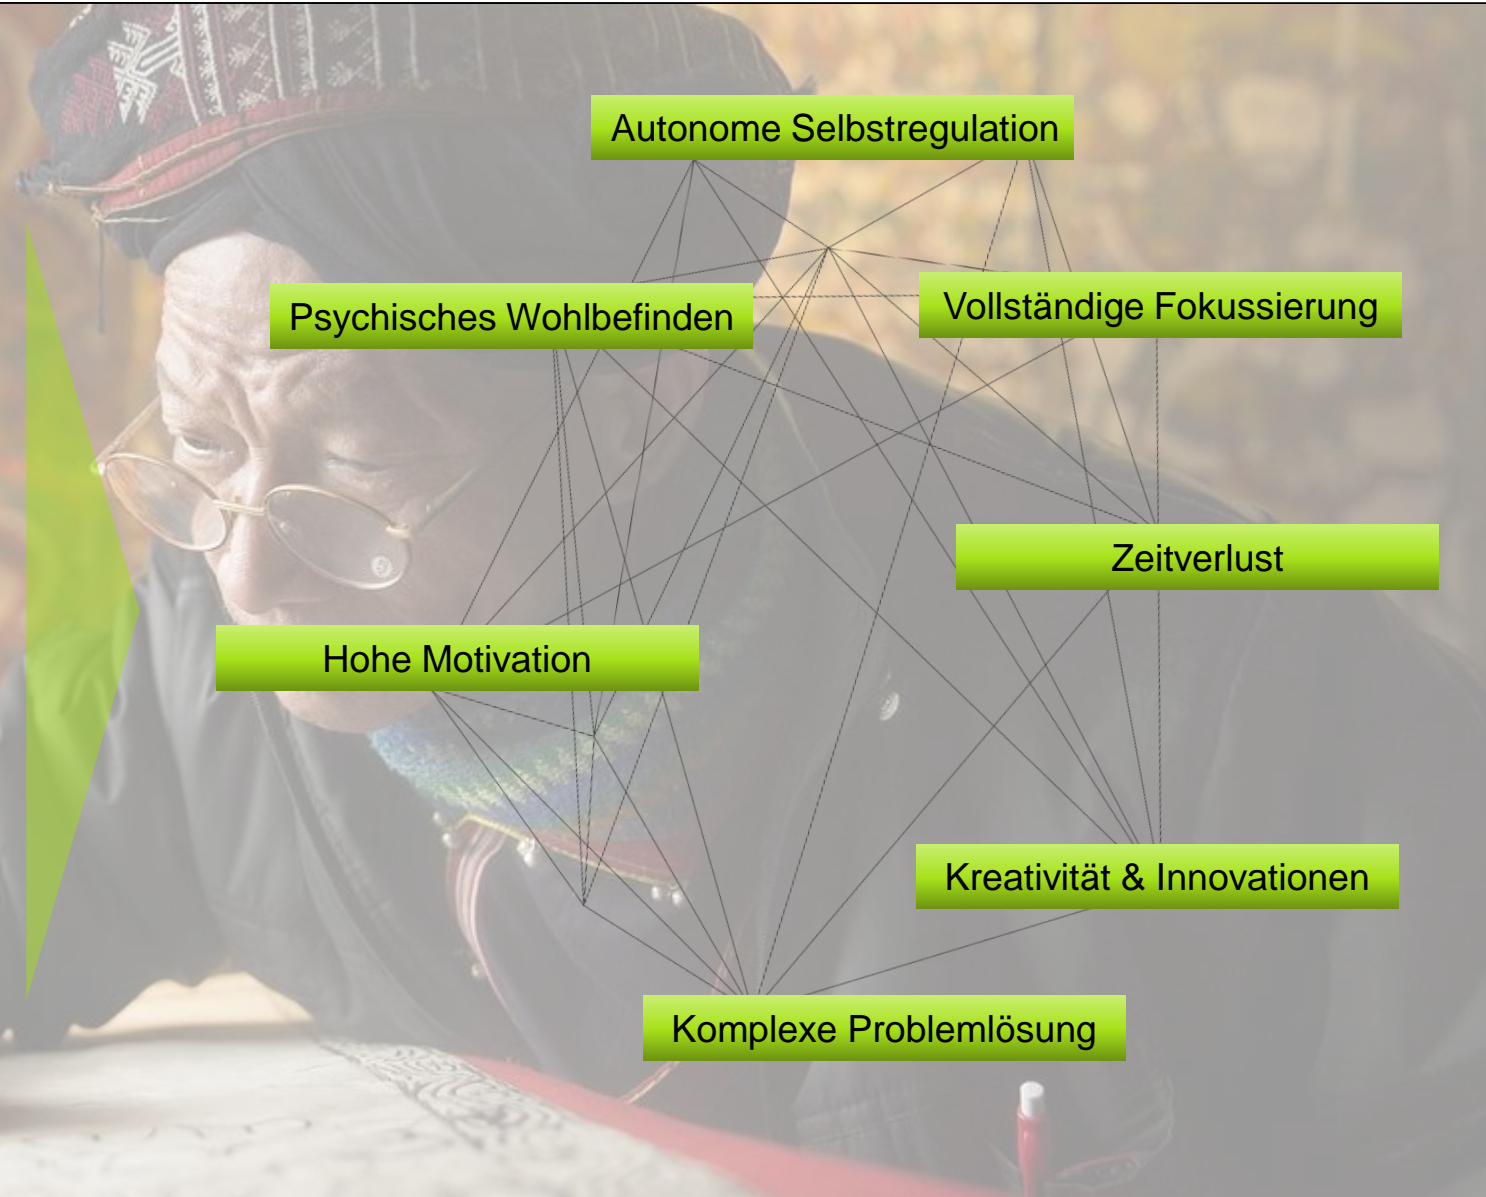 Autonome Selbstregulation
Psychisches Wohlbefinden
Vollständige Fokussierung
Zeitverlust
Hohe Motivation
Kreativität & Innovationen
Komplexe Problemlösung